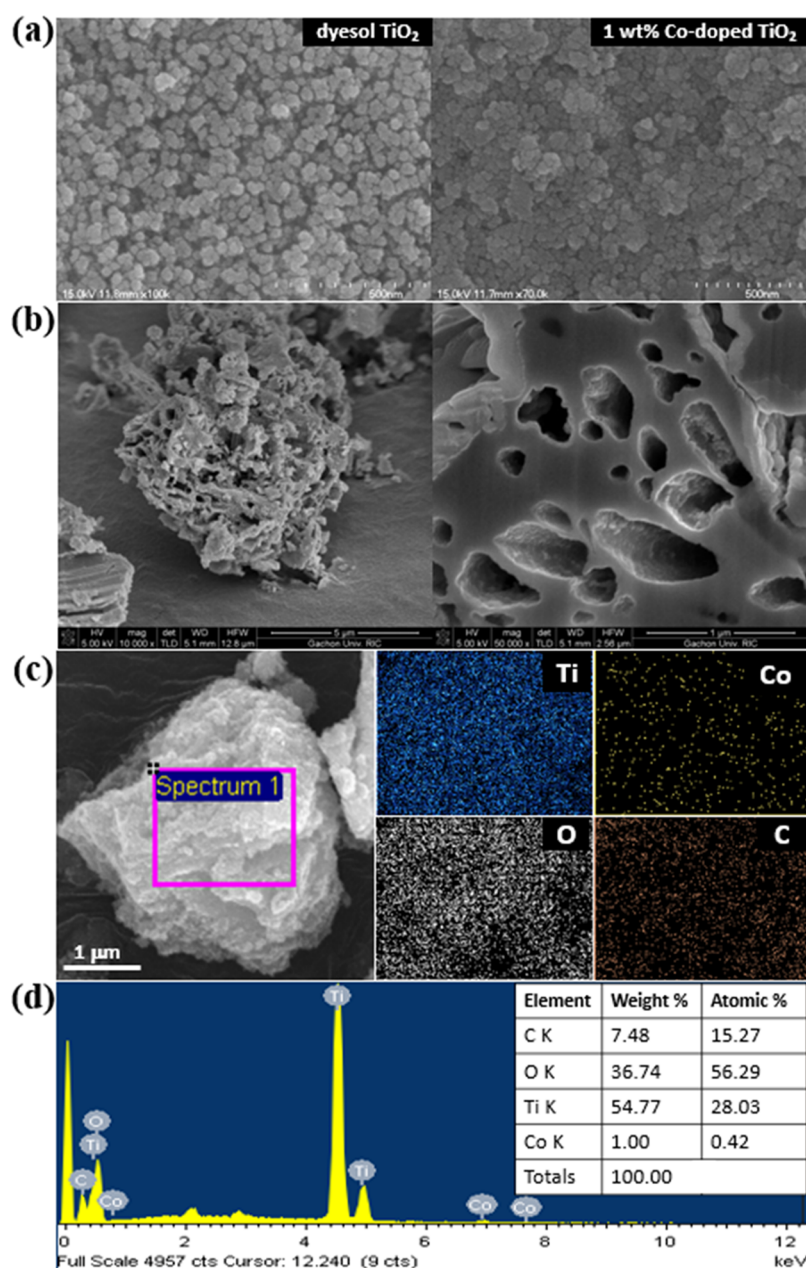 (a)
dyesol TiO₂
1 wt% Co-doped TiO₂
15.0kV 11.8mm x100k
500nm
15.0kV 11.7mm x70.0k
500nm
(b)
HV mag det WD HFW 5 µm
5.00 kV 10 000 x TLD 5.1 mm 12.8 µm Gachon Univ. RIC
HV mag det WD HFW 1 µm
5.00 kV 50 000 x TLD 5.1 mm 2.56 µm Gachon Univ. RIC
(c)
Spectrum 1
1 µm
Ti
Co
O
C
(d)
Ti
O
Ti
C
Co
Ti
Co
Co
Element Weight % Atomic %
C K 7.48 15.27
O K 36.74 56.29
Ti K 54.77 28.03
Co K 1.00 0.42
Totals 100.00
0 2 4 6 8 10 12
Full Scale 4957 cts Cursor: 12.240 (9 cts) keV